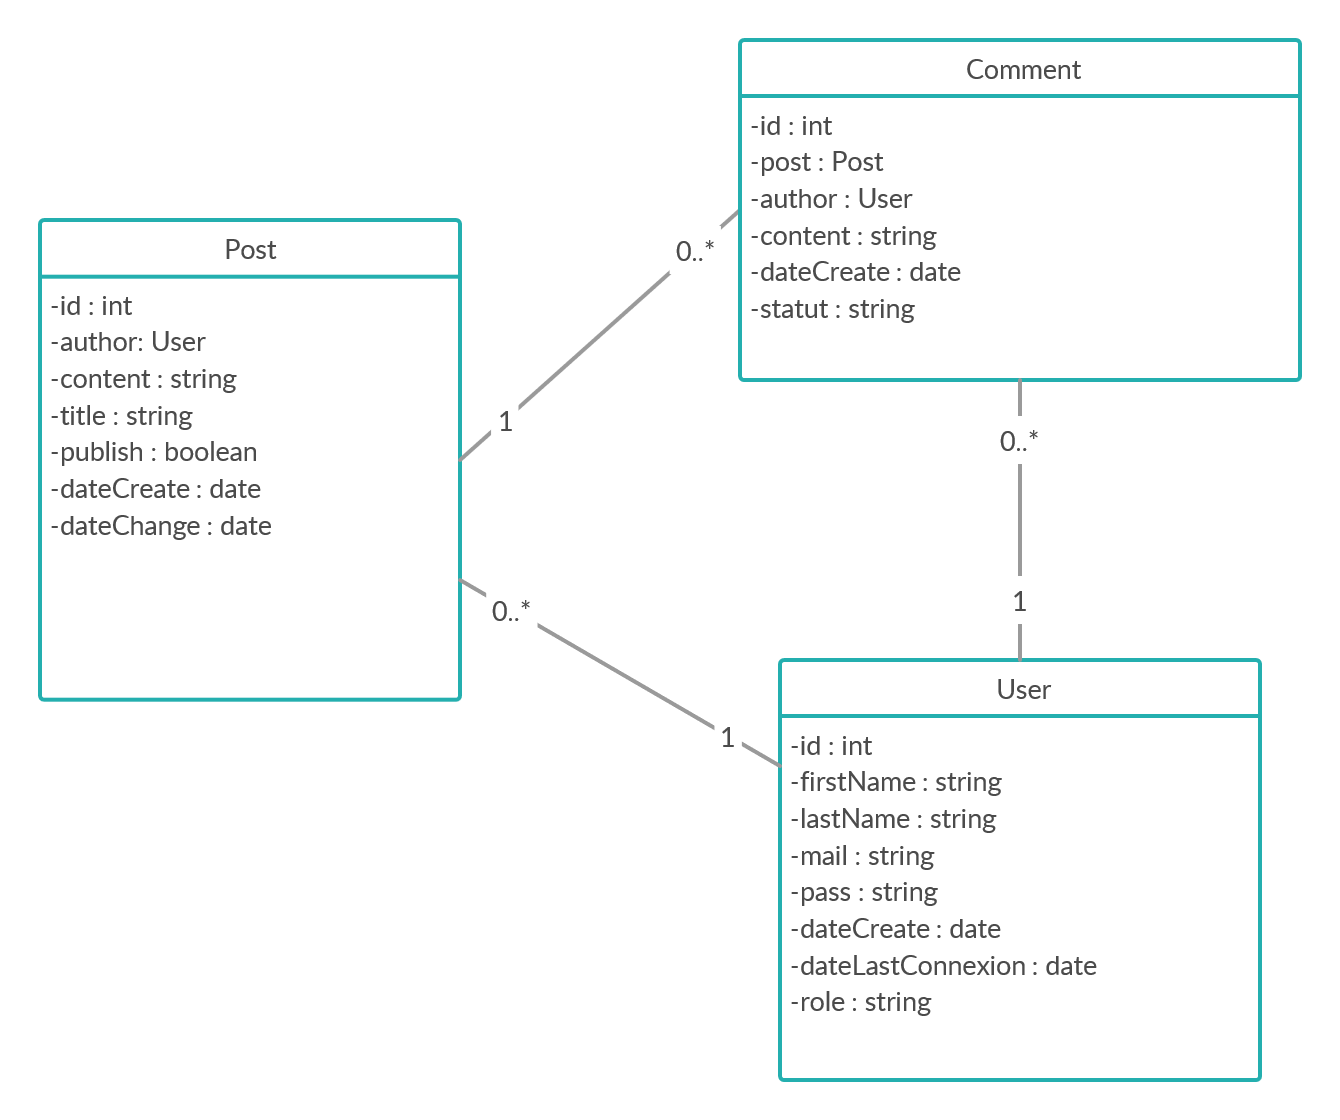 Comment
-id : int
-post : Post
-author : User
-content : string
-dateCreate : date
-statut : string
Post
-id : int
-author: User
-content : string
-title : string
-publish : boolean
-dateCreate : date
-dateChange : date
0..*
1
0..*
1
0..*
1
User
-id : int
-firstName : string
-lastName : string
-mail : string
-pass : string
-dateCreate : date
-dateLastConnexion : date
-role : string